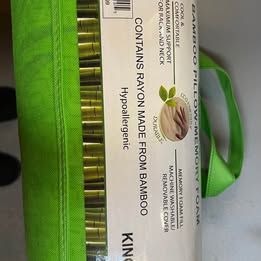 BAMBOO PILLOW-MEMORY FOAM
COOL &
COMFORTABLE
MAXIMUM SUPPORT
FOR BACK AND NECK
MEMORY FOAM FILL
MACHINE WASHABLE/
REMOVABLE COVER
CONTAINS RAYON MADE FROM BAMBOO
Hypoallergenic
KING